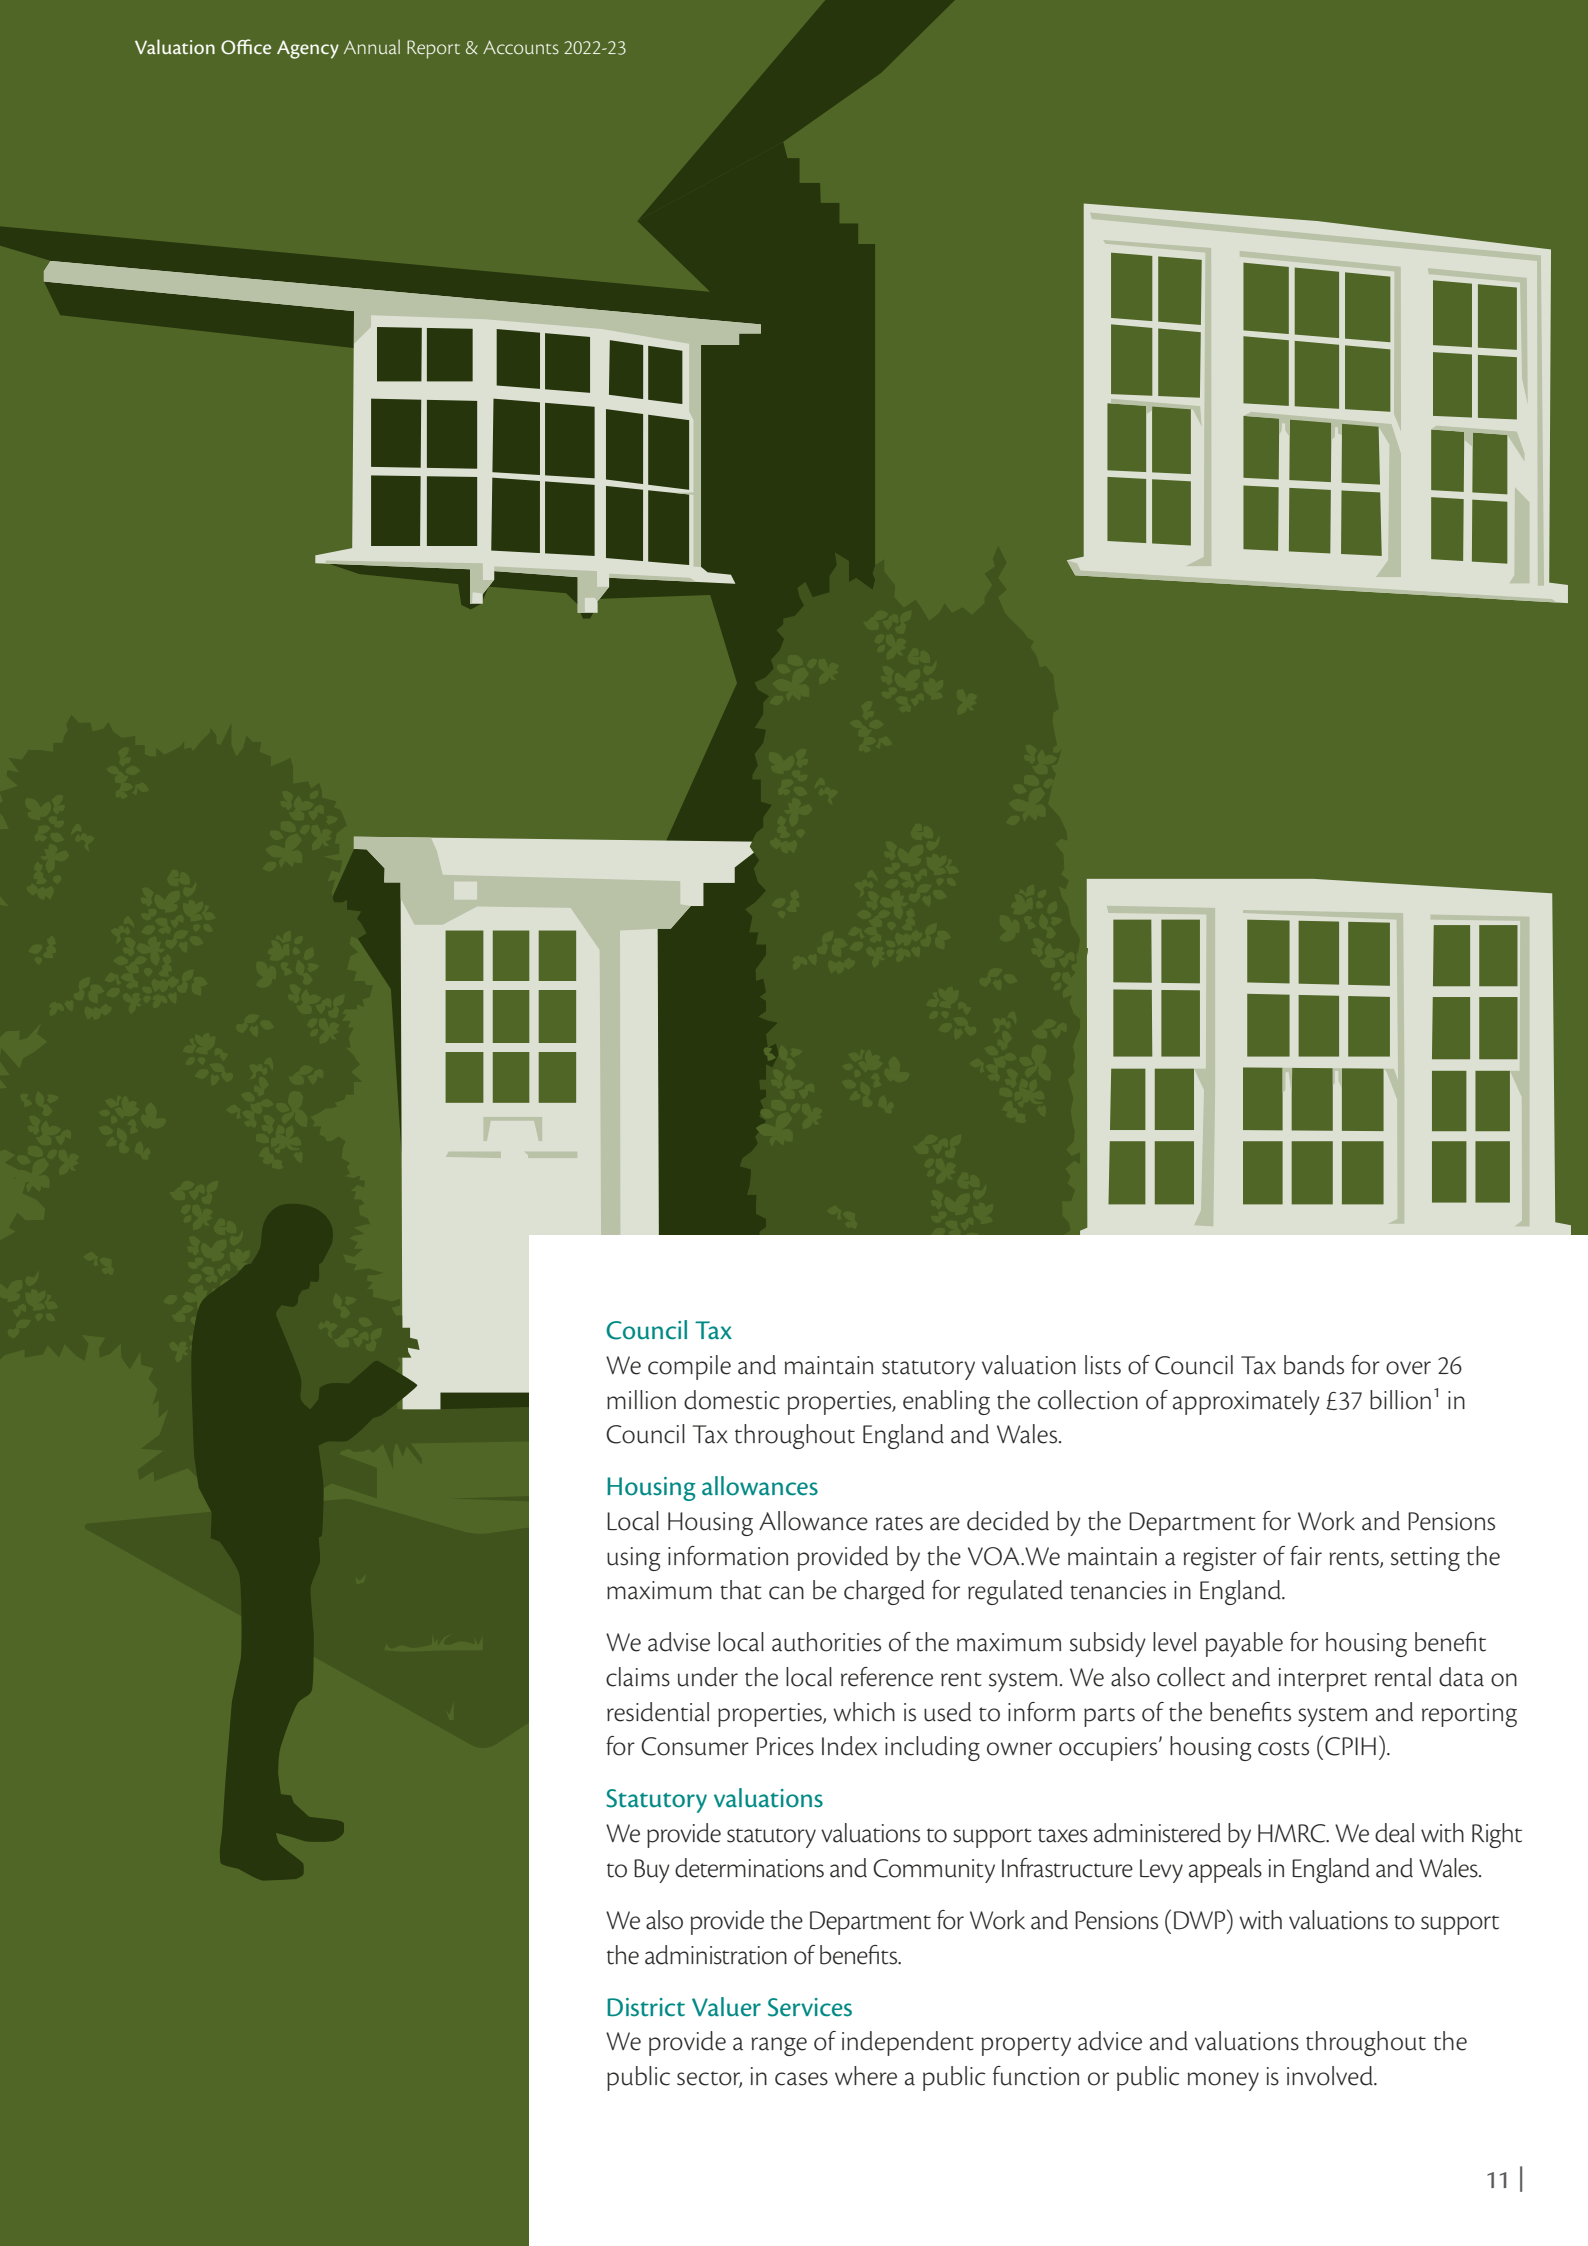 Valuation Office Agency Annual Report & Accounts 2022-23
Council Tax
We compile and maintain statutory valuation lists of Council Tax bands for over 26
million domestic properties, enabling the collection of approximately £37 billion¹ in
Council Tax throughout England and Wales.
Housing allowances
Local Housing Allowance rates are decided by the Department for Work and Pensions
using information provided by the VOA.We maintain a register of fair rents, setting the
maximum that can be charged for regulated tenancies in England.
We advise local authorities of the maximum subsidy level payable for housing benefit
claims under the local reference rent system. We also collect and interpret rental data on
residential properties, which is used to inform parts of the benefits system and reporting
for Consumer Prices Index including owner occupiers’ housing costs (CPIH).
Statutory valuations
We provide statutory valuations to support taxes administered by HMRC. We deal with Right
to Buy determinations and Community Infrastructure Levy appeals in England and Wales.
We also provide the Department for Work and Pensions (DWP) with valuations to support
the administration of benefits.
District Valuer Services
We provide a range of independent property advice and valuations throughout the
public sector, in cases where a public function or public money is involved.
11 |